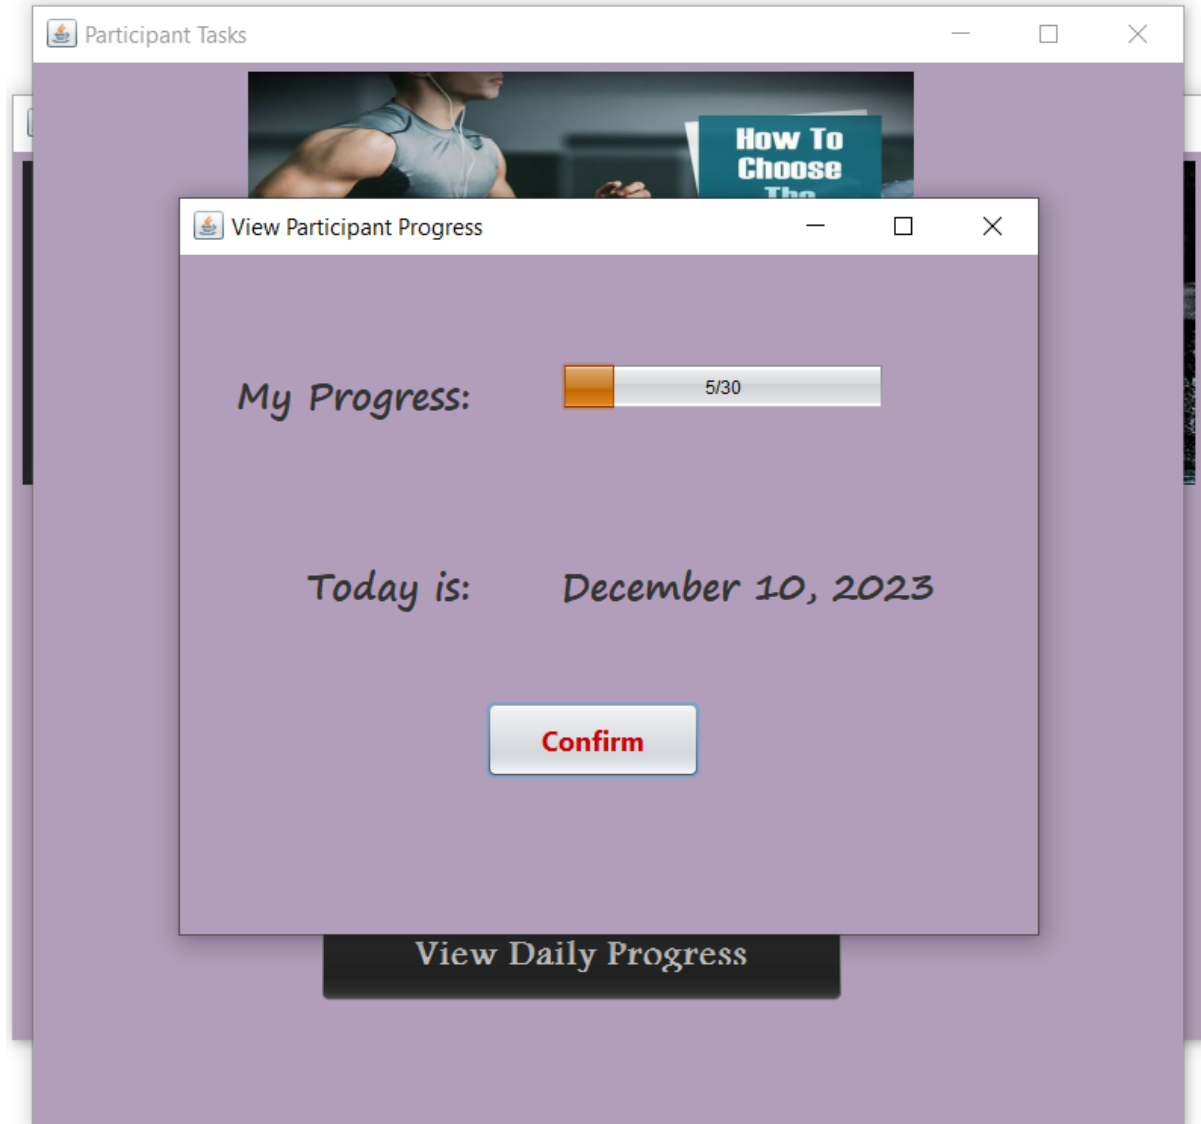 Participant Tasks
How To
Choose
The
View Participant Progress
My Progress: 5/30
Today is: December 10, 2023
Confirm
View Daily Progress